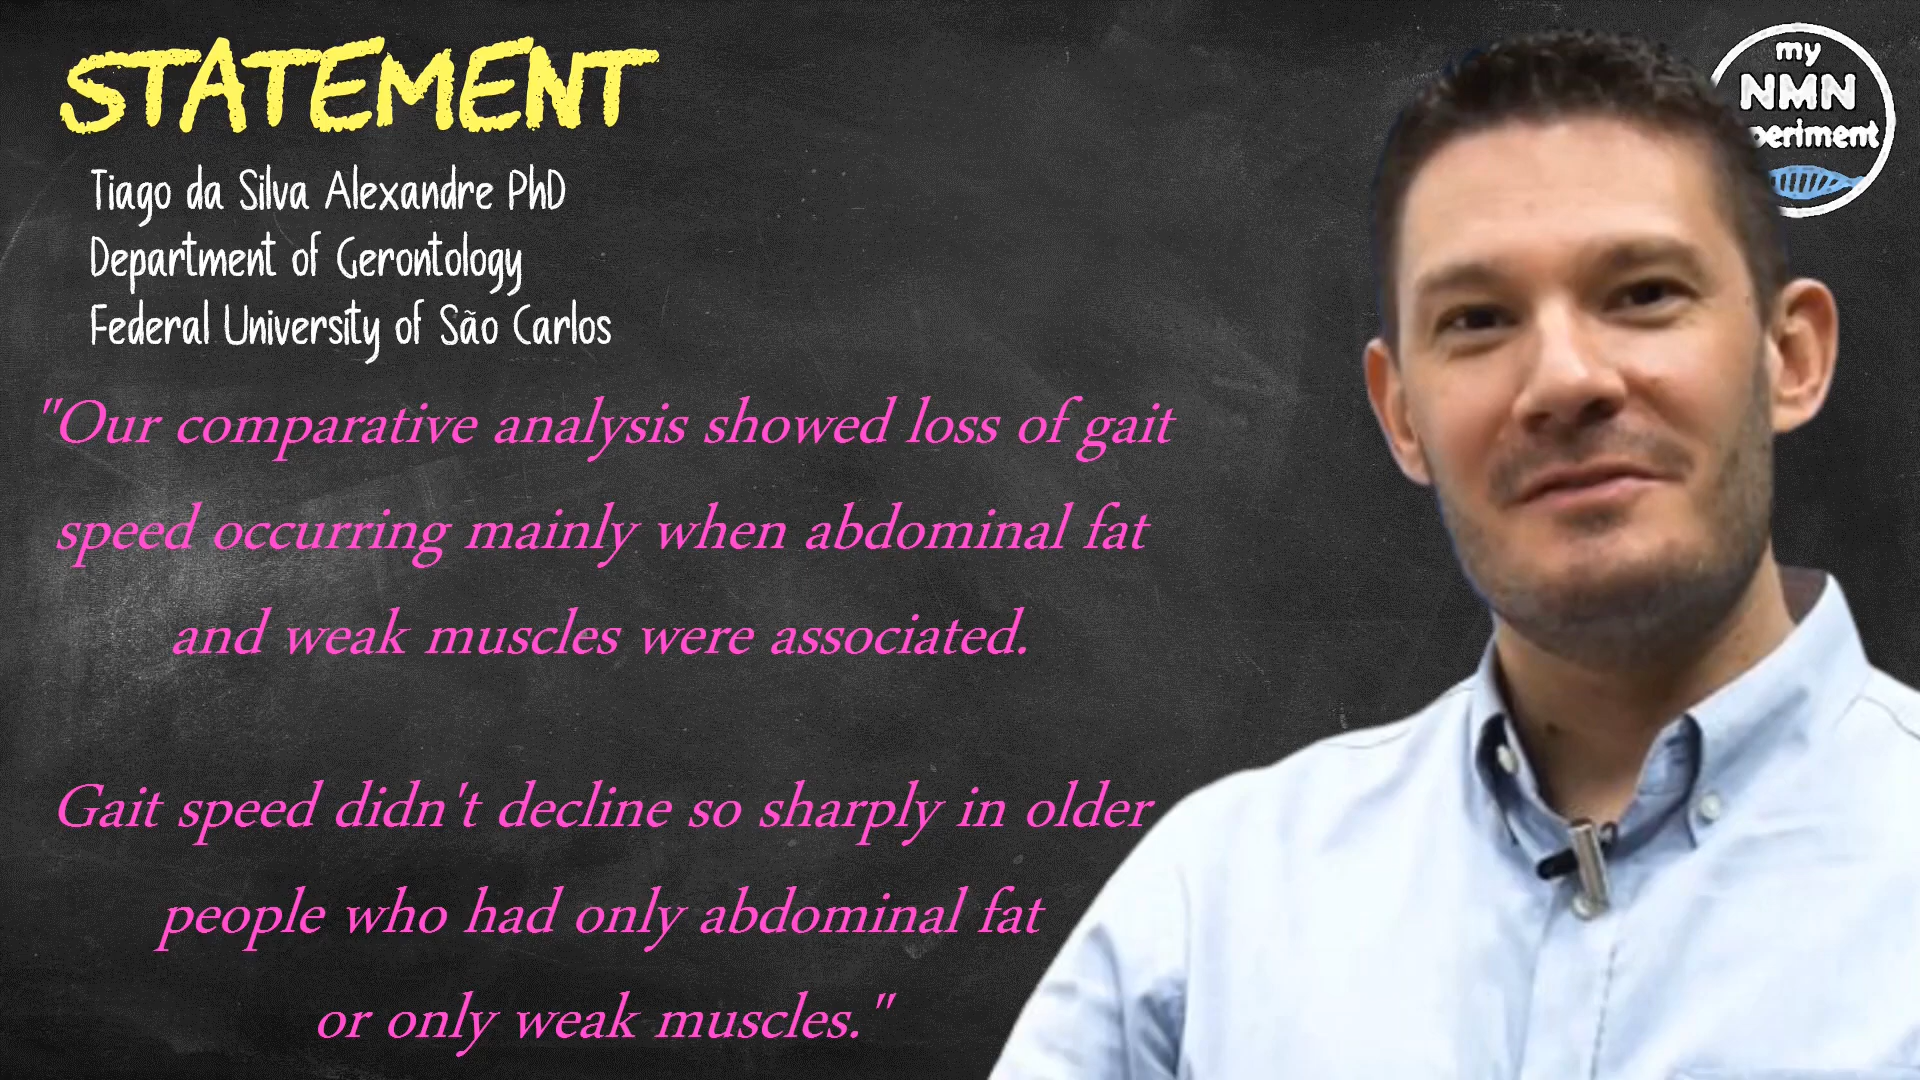 STATEMENT
Tiago da Silva Alexandre PhD
Department of Gerontology
Federal University of São Carlos
"Our comparative analysis showed loss of gait
speed occurring mainly when abdominal fat
and weak muscles were associated.
Gait speed didn't decline so sharply in older
people who had only abdominal fat
or only weak muscles."
my
NMN